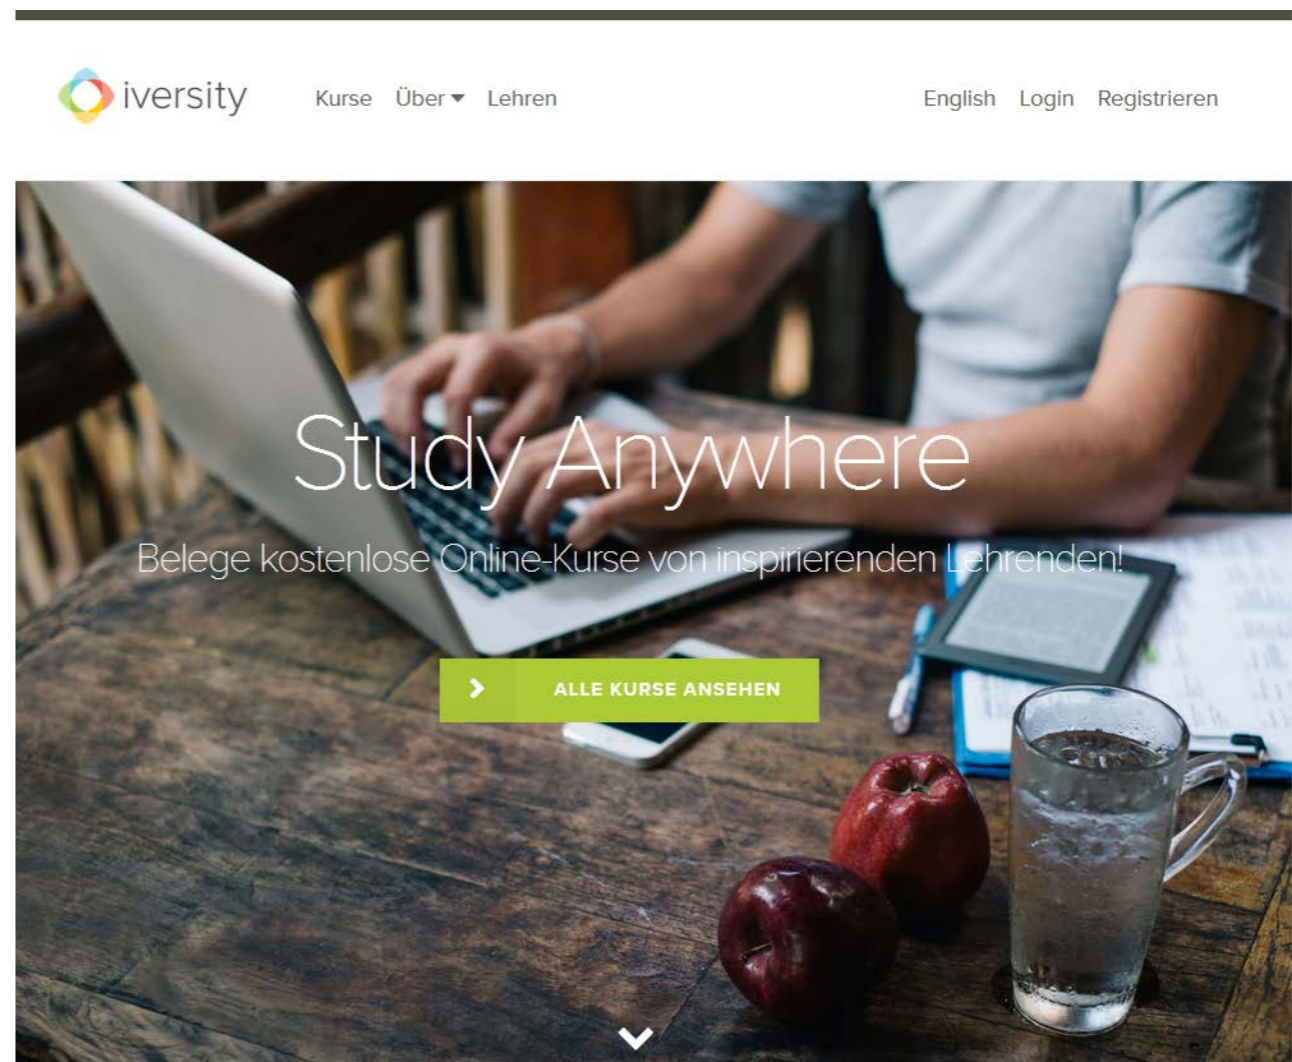 iversity
Kurse Über Lehren
English Login Registrieren
Study Anywhere
Belege kostenlose Online-Kurse von inspirierenden Lehrenden!
ALLE KURSE ANSEHEN